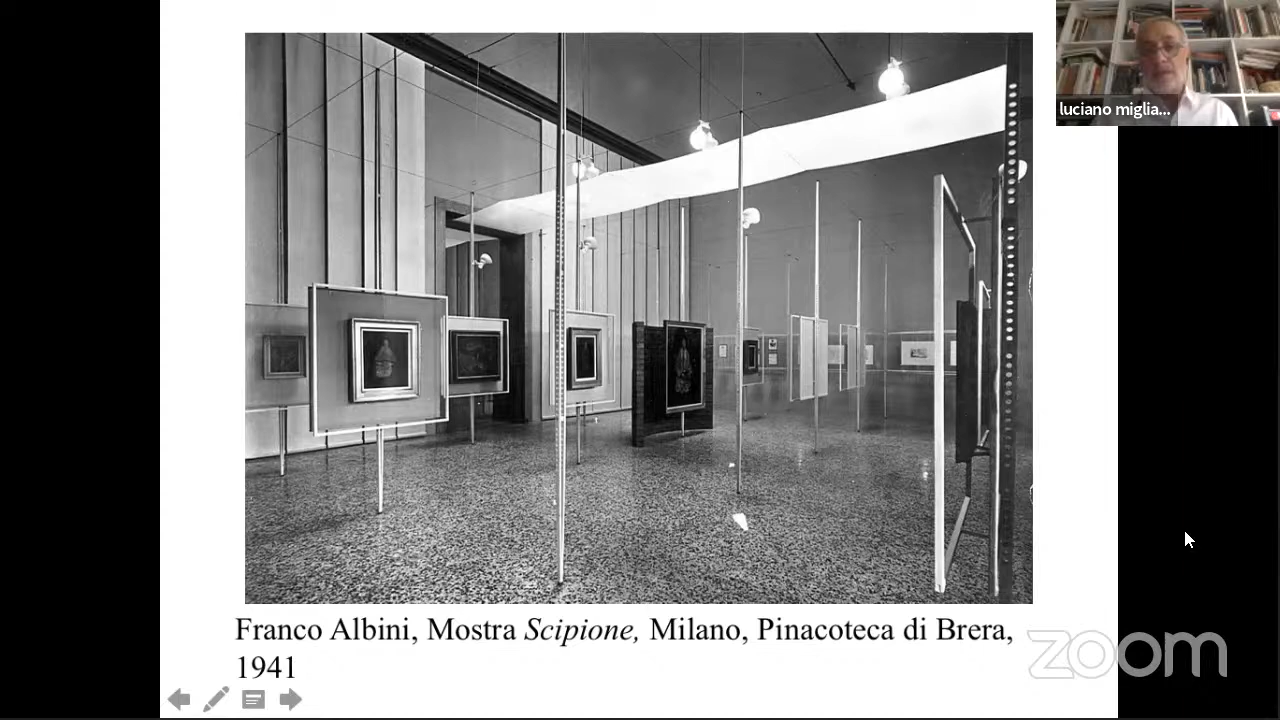 luciano miglia...
Franco Albini, Mostra Scipione, Milano, Pinacoteca di Brera,
1941
zoom